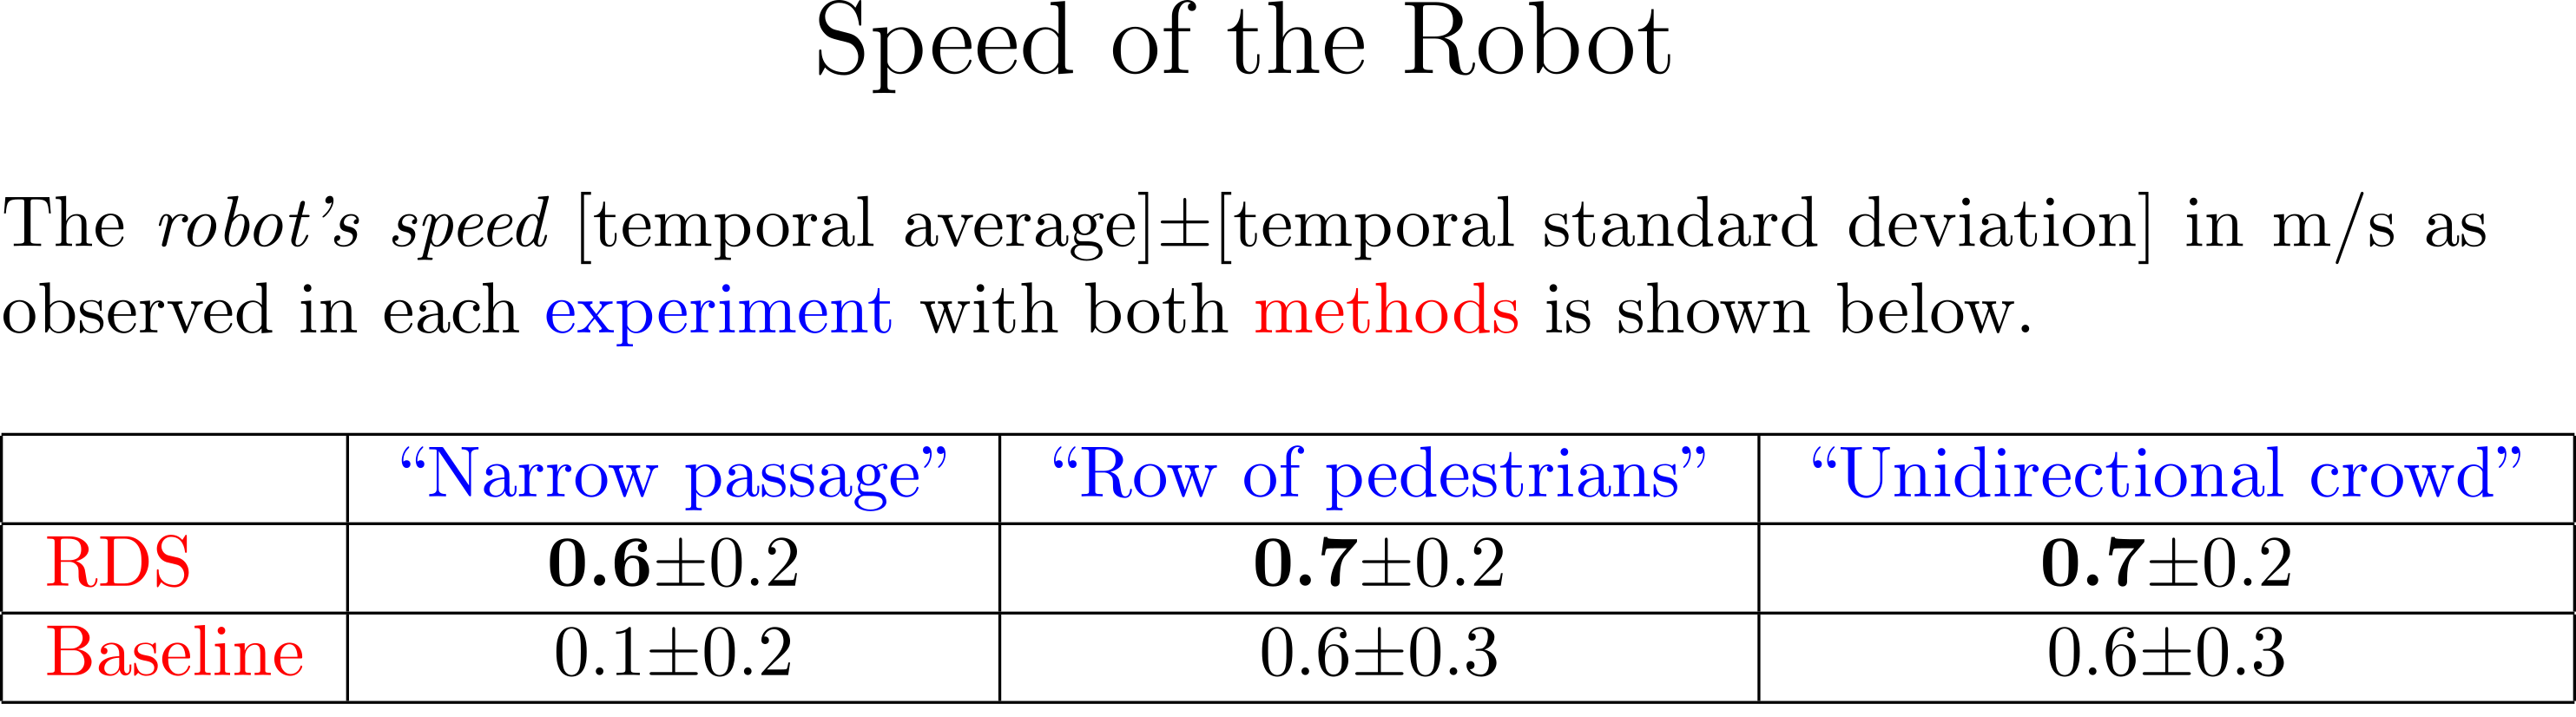 Speed of the Robot
The robot's speed [temporal average]±[temporal standard deviation] in m/s as
observed in each experiment with both methods is shown below.
“Narrow passage” “Row of pedestrians” “Unidirectional crowd”
RDS 0.6±0.2 0.7±0.2 0.7±0.2
Baseline 0.1±0.2 0.6±0.3 0.6±0.3